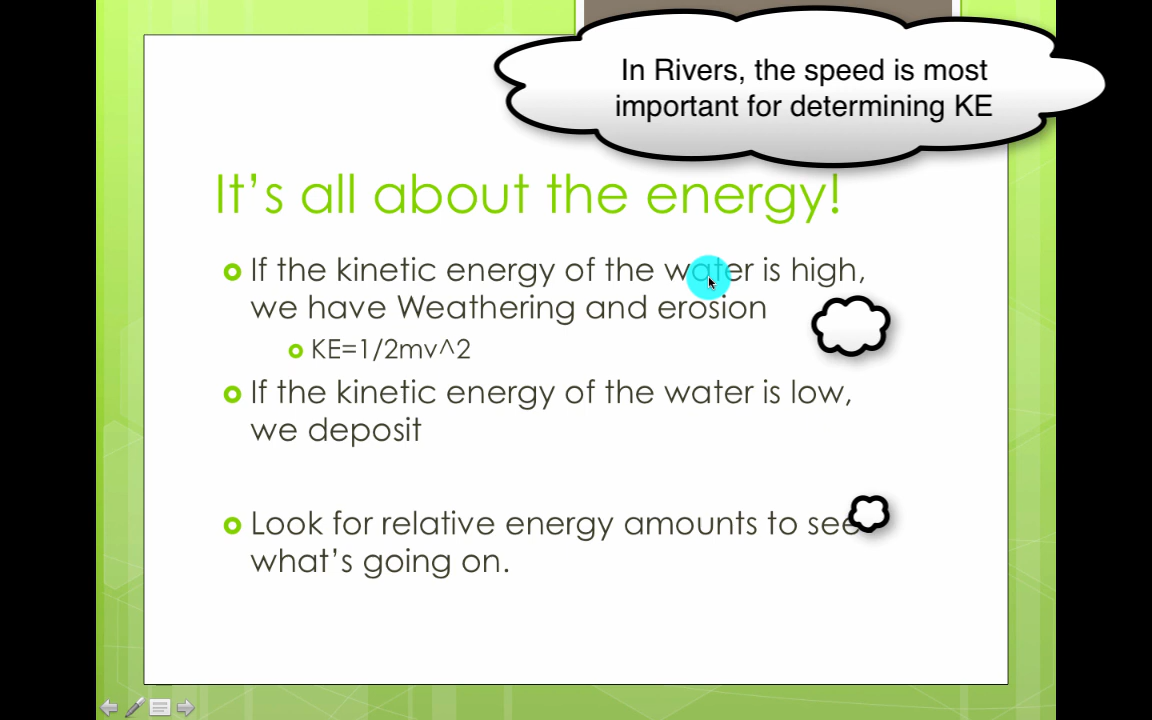 In Rivers, the speed is most
important for determining KE
It's all about the energy!
If the kinetic energy of the water is high,
we have Weathering and erosion
KE=1/2mv^2
If the kinetic energy of the water is low,
we deposit
Look for relative energy amounts to see
what's going on.